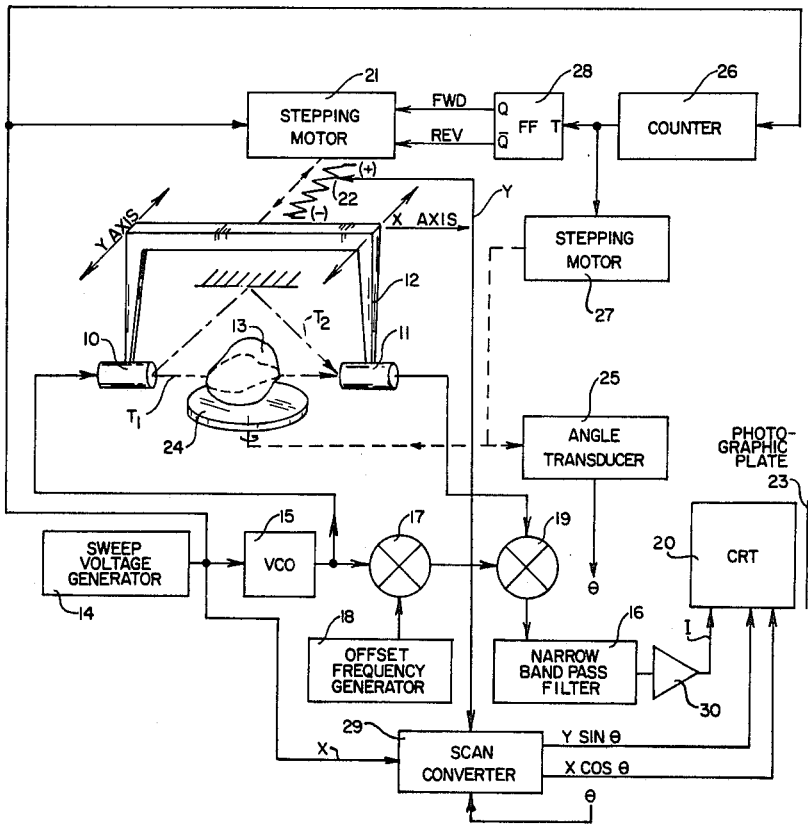 21
STEPPING
MOTOR
FWD
REV
28
Q
Q̄
FF T
26
COUNTER
(+)
22
(-)
Y AXIS
X AXIS
Y
STEPPING
MOTOR
27
12
10
13
T2
11
T1
24
25
ANGLE
TRANSDUCER
θ
PHOTO-
GRAPHIC
PLATE
23
SWEEP
VOLTAGE
GENERATOR
14
15
VCO
17
19
20
CRT
18
OFFSET
FREQUENCY
GENERATOR
16
NARROW
BAND PASS
FILTER
I
30
29
SCAN
CONVERTER
X
Y SIN θ
X COS θ
θ